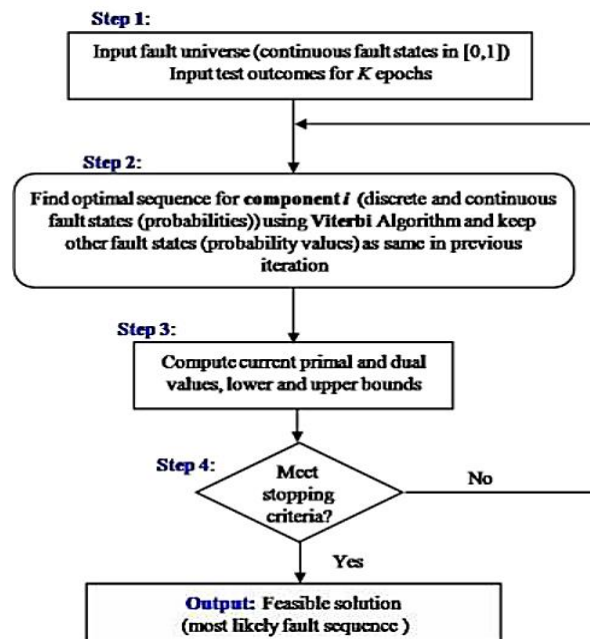 Step 1:
Input fault universe (continuous fault states in [0,1])
Input test outcomes for K epochs
Step 2:
Find optimal sequence for component i (discrete and continuous
fault states (probabilities)) using Viterbi Algorithm and keep
other fault states (probability values) as same in previous
iteration
Step 3:
Compute current primal and dual
values, lower and upper bounds
Step 4:
Meet
stopping
criteria?
No
Yes
Output: Feasible solution
(most likely fault sequence )